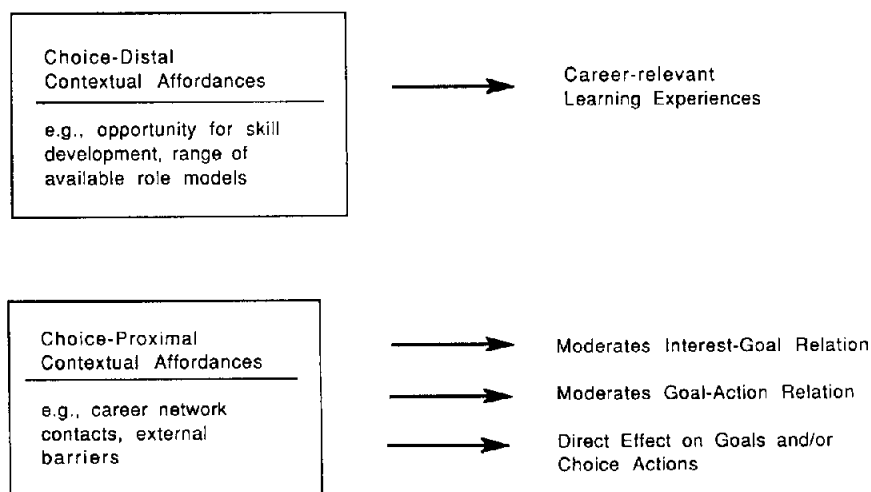 Choice-Distal
Contextual Affordances
e.g., opportunity for skill
development, range of
available role models
Career-relevant
Learning Experiences
Choice-Proximal
Contextual Affordances
e.g., career network
contacts, external
barriers
Moderates Interest-Goal Relation
Moderates Goal-Action Relation
Direct Effect on Goals and/or
Choice Actions